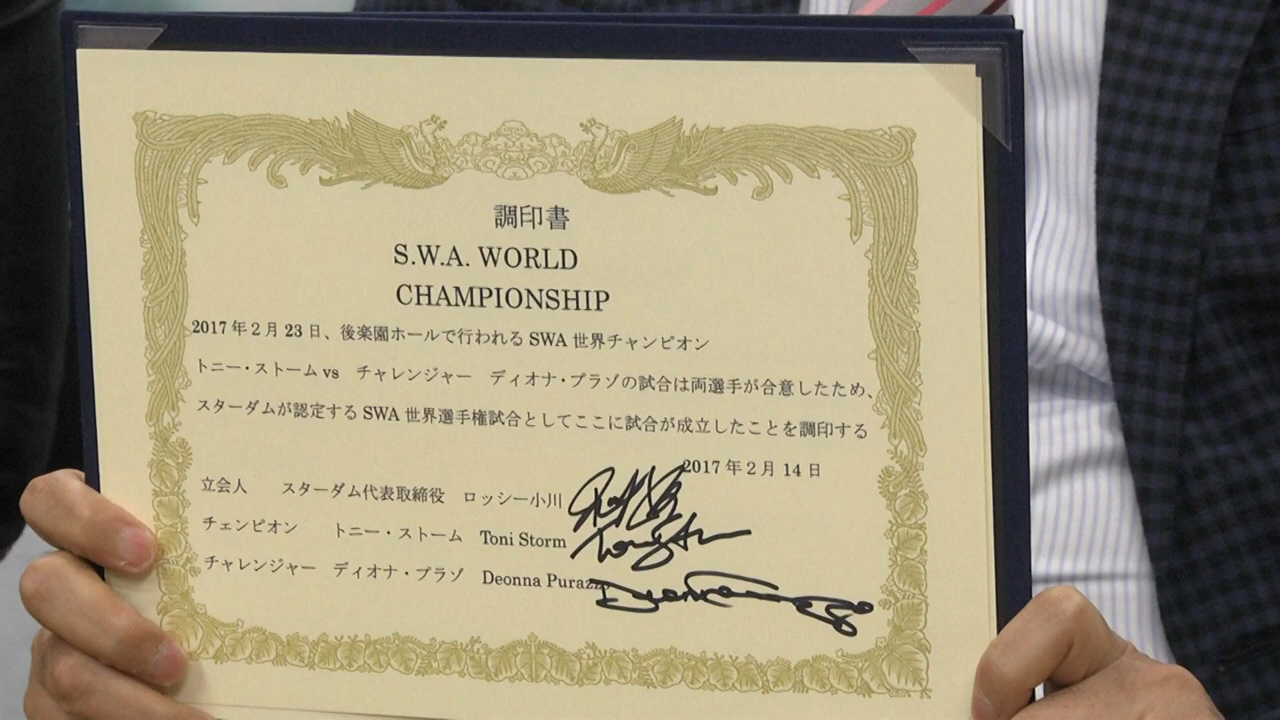 調印書
S.W.A. WORLD
CHAMPIONSHIP
2017年2月23日、後楽園ホールで行われるSWA世界チャンピオン
トニー・ストームvs チャレンジャー ディオナ・プラゾの試合は両選手が合意したため、
スターダムが認定するSWA世界選手権試合としてここに試合が成立したことを調印する
2017年2月14日
立会人 スターダム代表取締役 ロッシー小川
チェンピオン トニー・ストーム Toni Storm
チャレンジャー ディオナ・プラゾ Deonna Purazzo